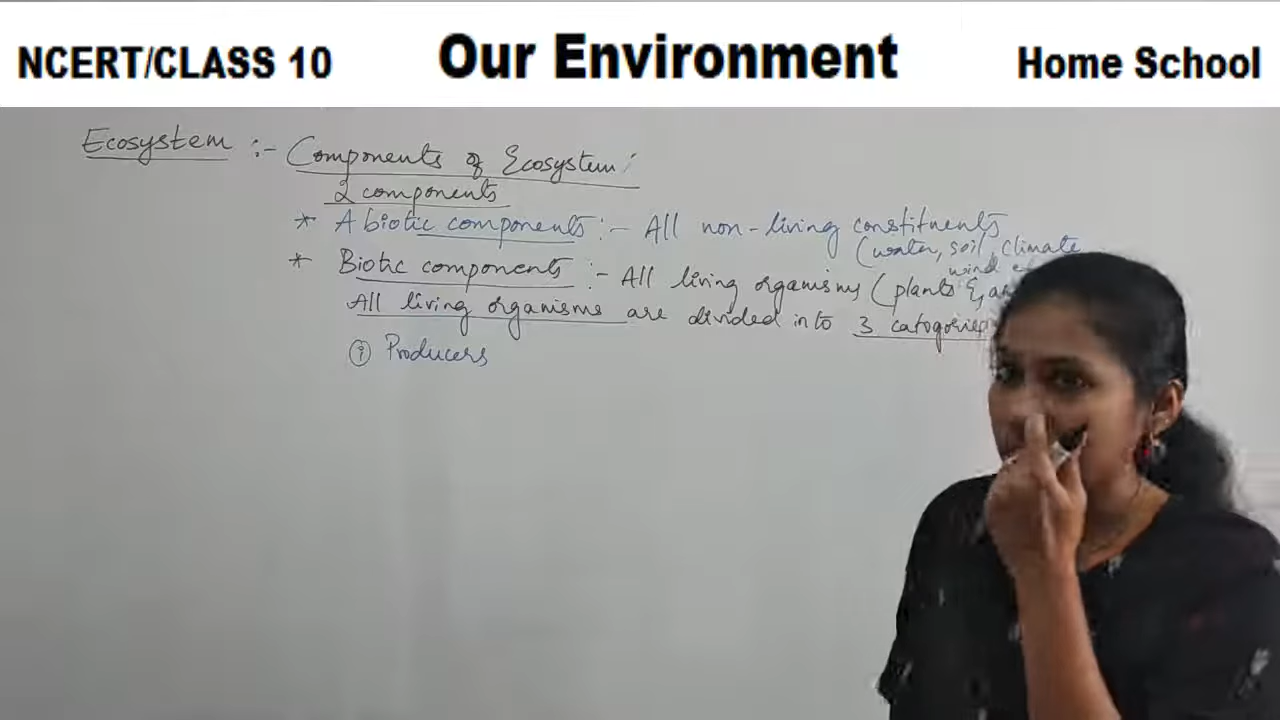 NCERT/CLASS 10 Our Environment Home School
Ecosystem :- Components of Ecosystem:
2 components
* Abiotic components :- All non-living constituents
(water, soil, climate
wind
* Biotic components :- All living organisms (plants &
All living organisms are divided into 3 catogories
(i) Producers